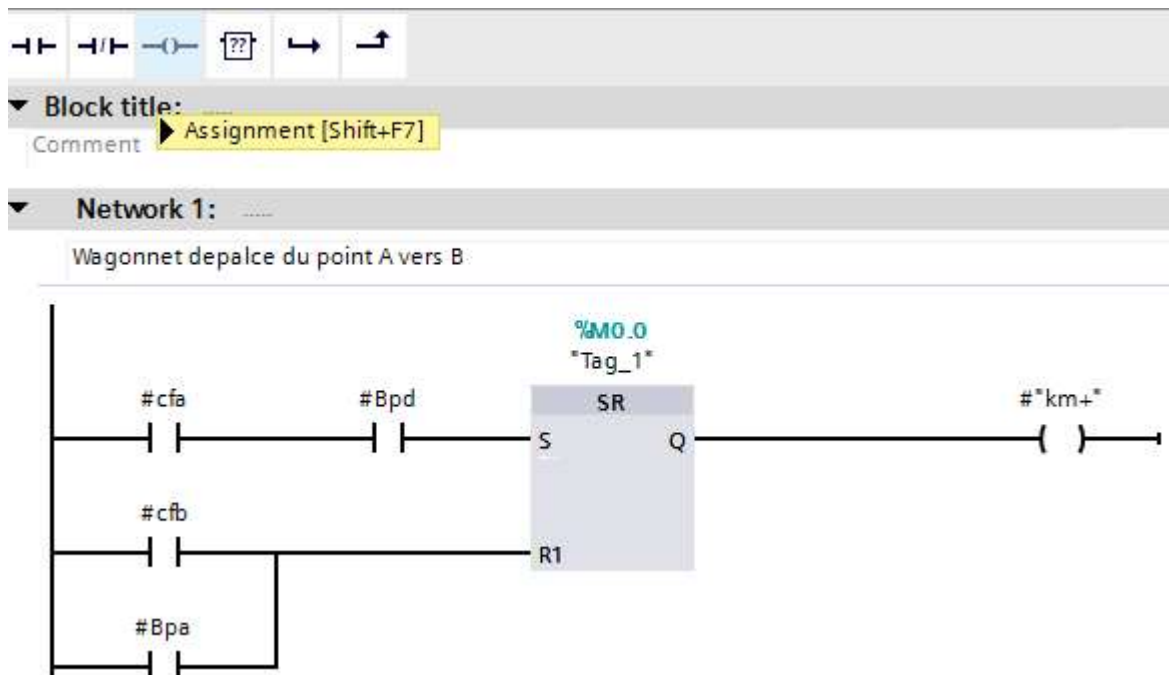 ??
Block title: ......
Assignment [Shift+F7]
Comment
Network 1: ......
Wagonnet depalce du point A vers B
%M0.0
"Tag_1"
#cfa #Bpd SR #"km+"
S Q
#cfb
R1
#Bpa